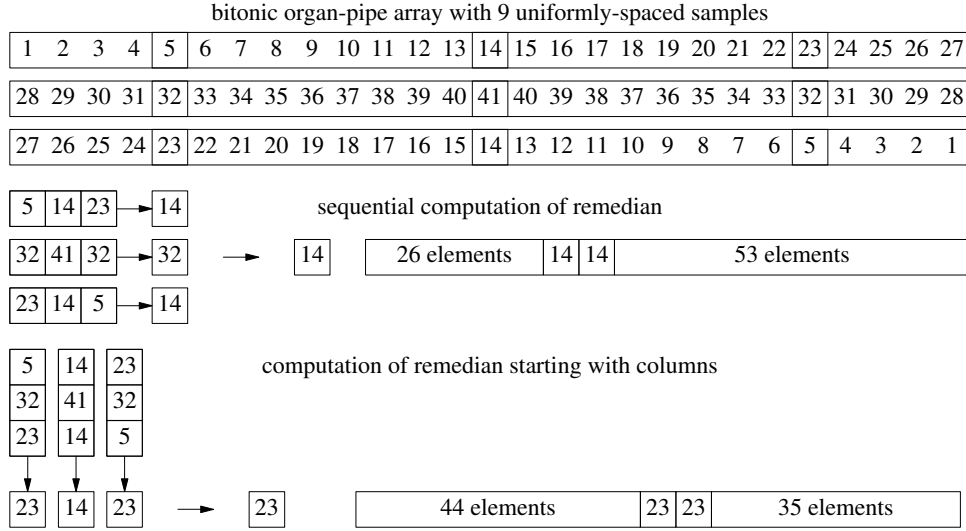 bitonic organ-pipe array with 9 uniformly-spaced samples
1 2 3 4 5 6 7 8 9 10 11 12 13 14 15 16 17 18 19 20 21 22 23 24 25 26 27
28 29 30 31 32 33 34 35 36 37 38 39 40 41 40 39 38 37 36 35 34 33 32 31 30 29 28
27 26 25 24 23 22 21 20 19 18 17 16 15 14 13 12 11 10 9 8 7 6 5 4 3 2 1
5 14 23 14 sequential computation of remedian
32 41 32 32 14 26 elements 14 14 53 elements
23 14 5 14
5 14 23 computation of remedian starting with columns
32 41 32
23 14 5
23 14 23 23 44 elements 23 23 35 elements